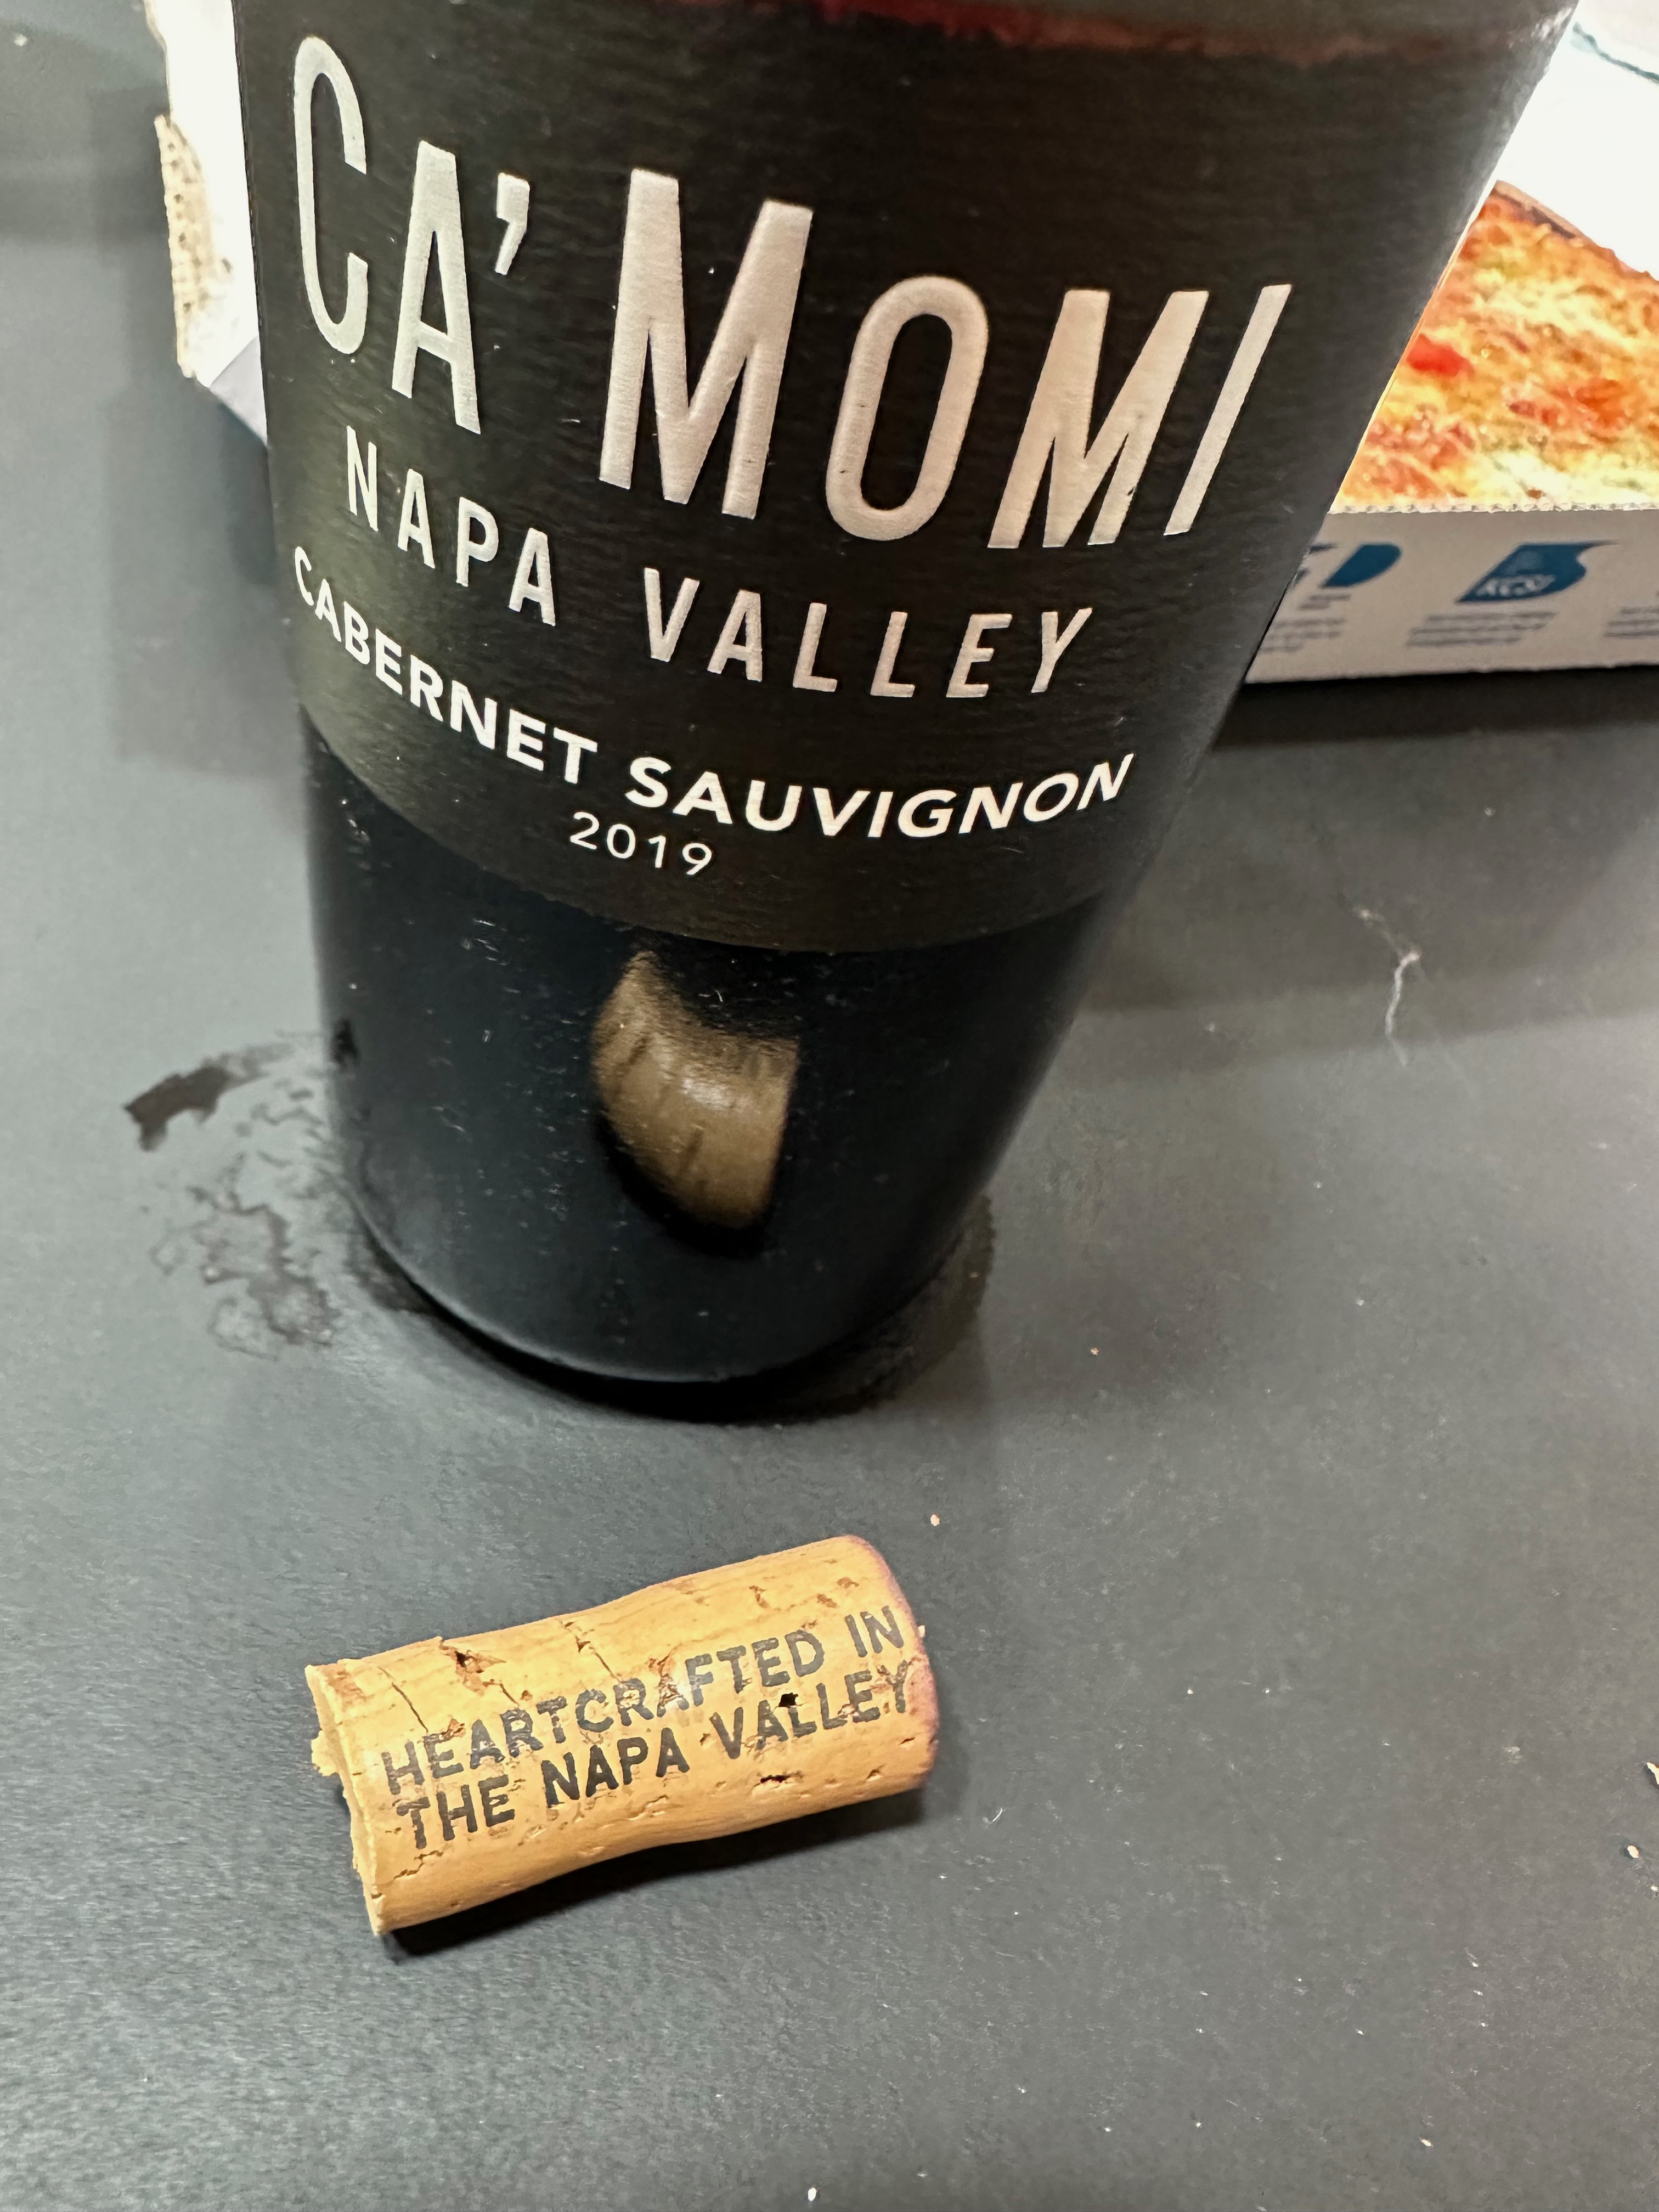 CA'MOMI
NAPA VALLEY
CABERNET SAUVIGNON
2019
HEARTCRAFTED IN
THE NAPA VALLEY